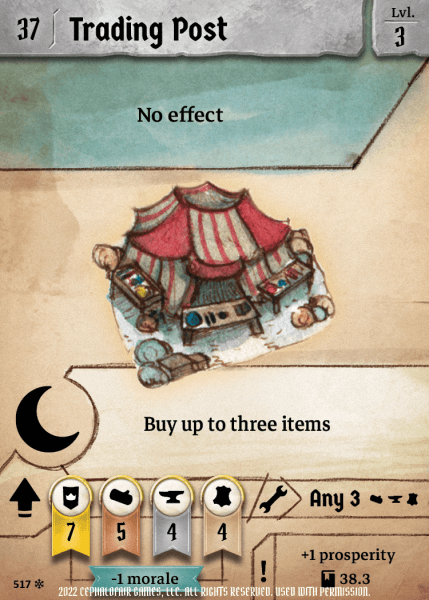 37
Trading Post
Lvl.
3
No effect
Buy up to three items
7
5
4
4
Any 3
-1 morale
!
+1 prosperity
38.3
517
2022 CEPHALOFAIR GAMES, LLC. ALL RIGHTS RESERVED. USED WITH PERMISSION.